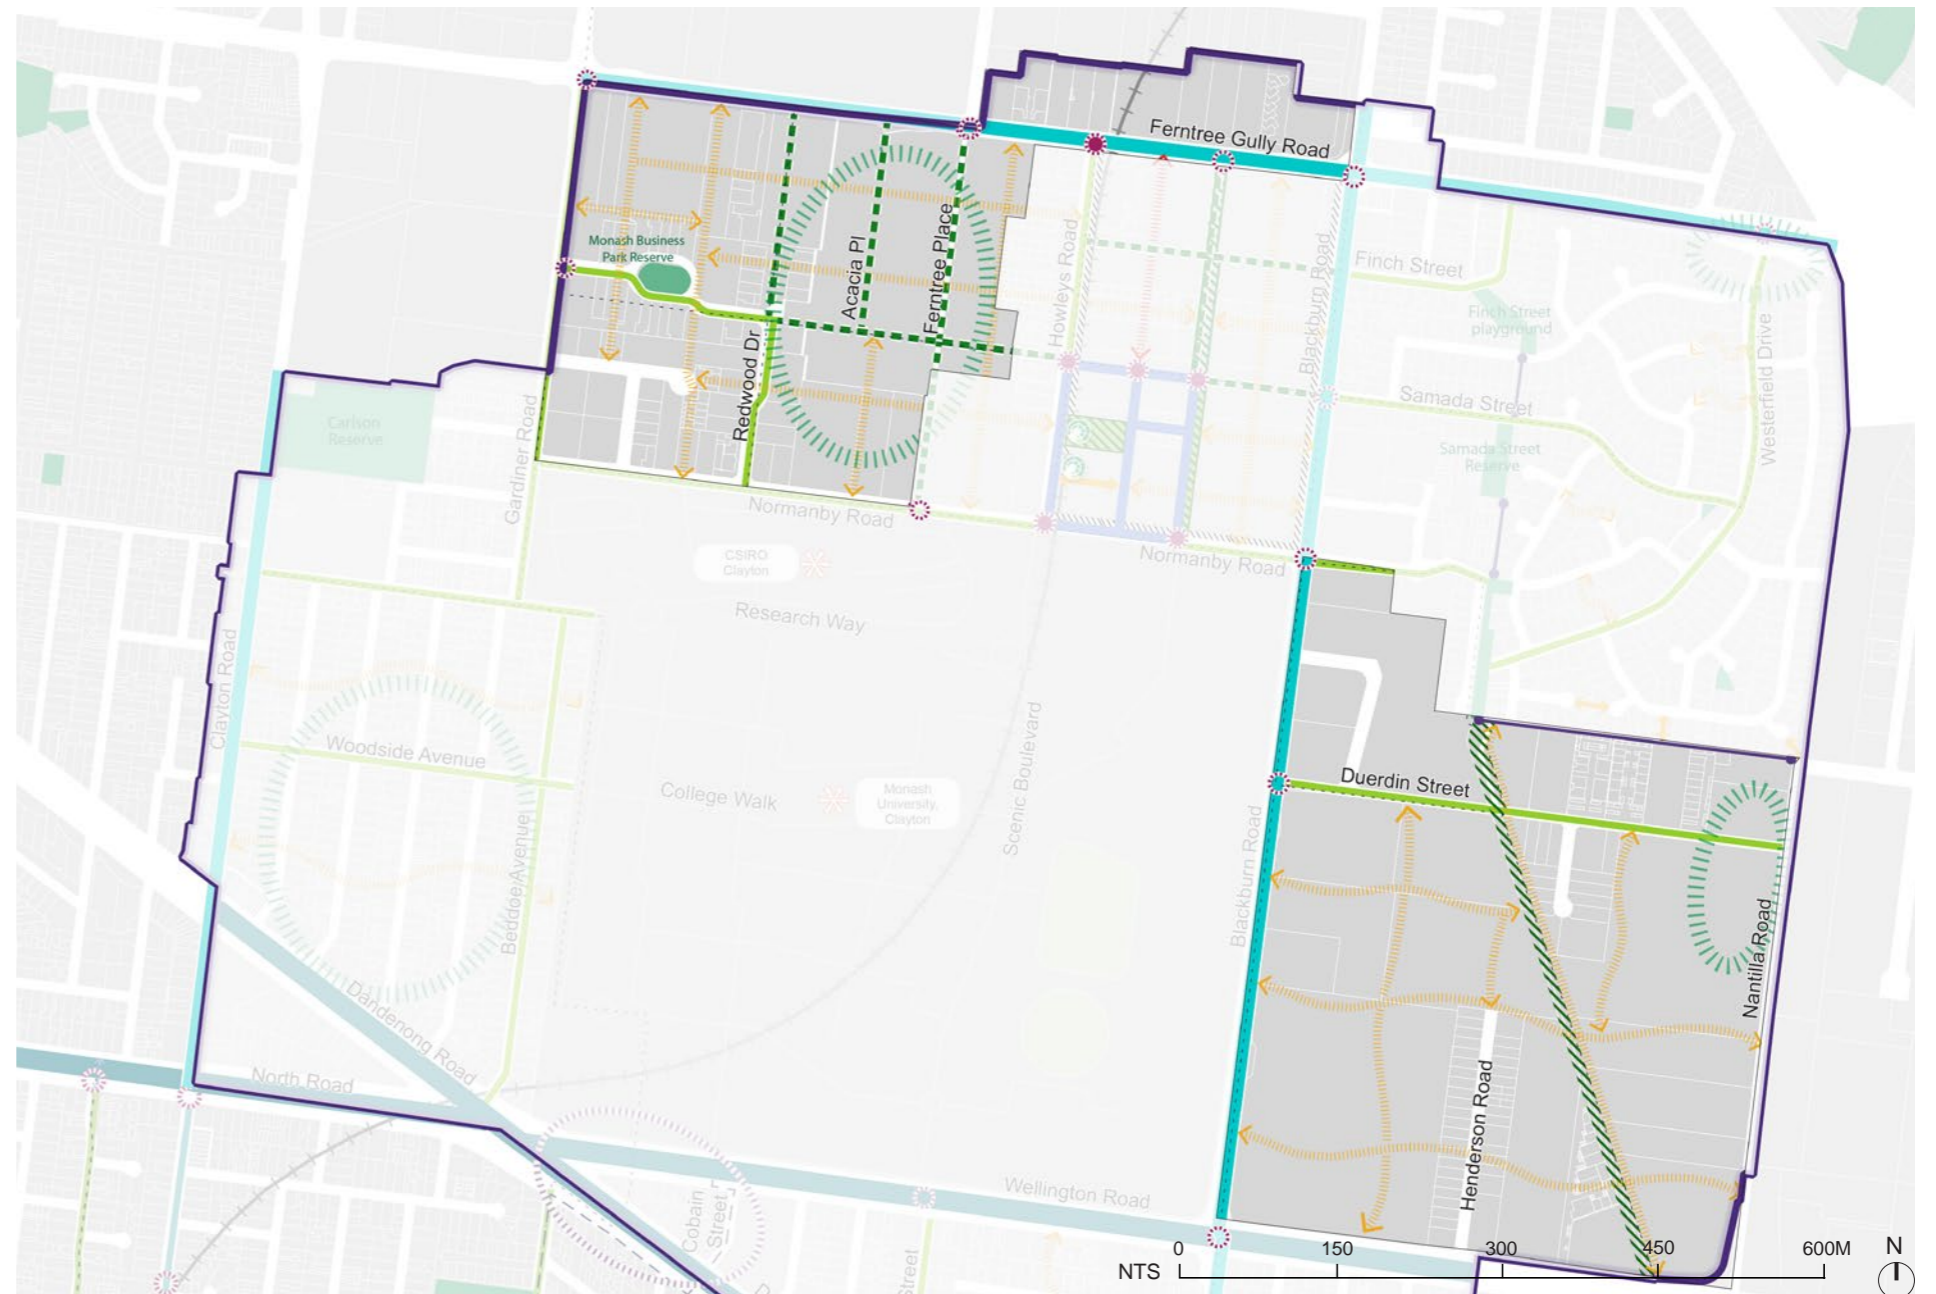 Ferntree Gully Road
Monash Business
Park Reserve
Acacia Pl
Ferntree Place
Howleys Road
Blackburn Road
Finch Street
Finch Street
playground
Westerfield Drive
Redwood Dr
Samada Street
Samada Street
Reserve
Carlson
Reserve
Gardiner Road
Normanby Road
Normanby Road
CSIRO
Clayton
Research Way
Clayton Road
Woodside Avenue
College Walk
Monash
University,
Clayton
Scenic Boulevard
Beddoe Avenue
Blackburn Road
Duerdin Street
Nantilla Road
Henderson Road
Dandenong Road
North Road
Wellington Road
Cobain
Street
Street
D
NTS
0
150
300
450
600M
N